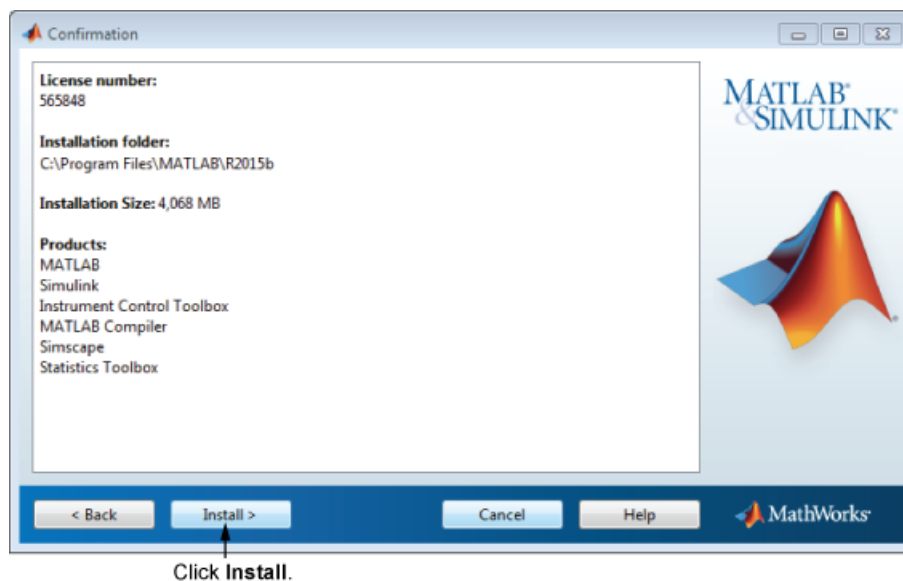 Confirmation
License number:
565848
Installation folder:
C:\Program Files\MATLAB\R2015b
Installation Size: 4,068 MB
Products:
MATLAB
Simulink
Instrument Control Toolbox
MATLAB Compiler
Simscape
Statistics Toolbox
MATLAB®
&SIMULINK®
< Back
Install >
Cancel
Help
MathWorks®
Click Install.